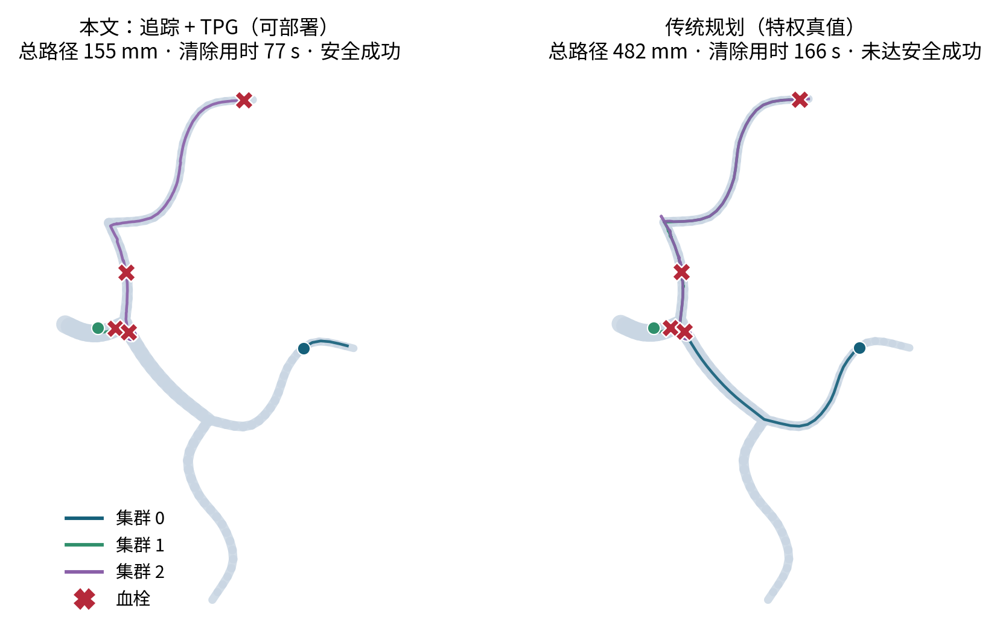 本文：追踪 + TPG（可部署）
总路径 155 mm · 清除用时 77 s · 安全成功
传统规划（特权真值）
总路径 482 mm · 清除用时 166 s · 未达安全成功
集群 0
集群 1
集群 2
血栓